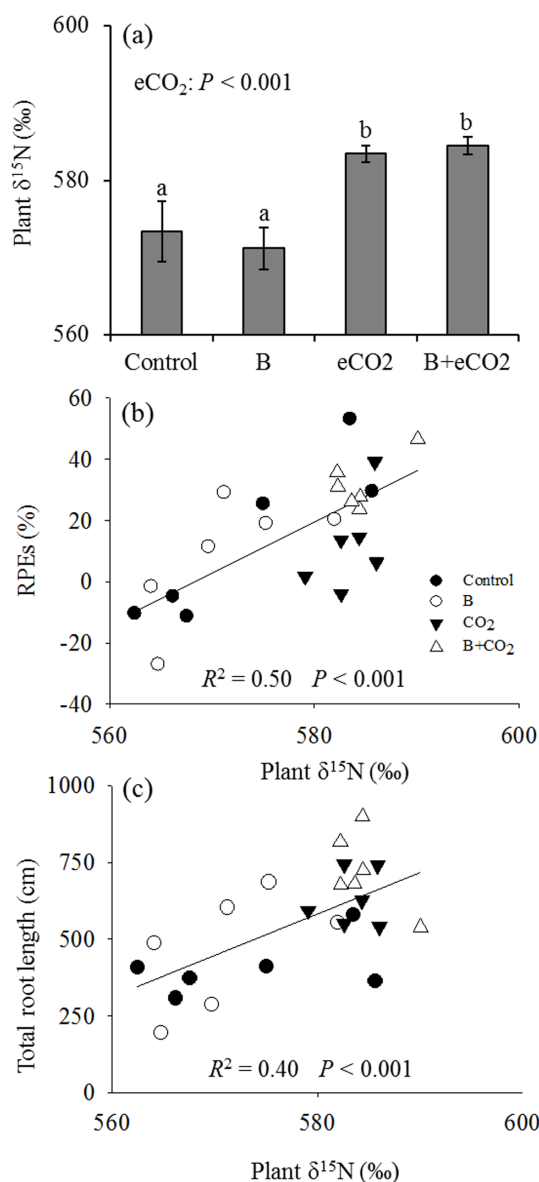 (a)
eCO₂: P < 0.001
Plant δ¹⁵N (‰)
600
580
560
a
a
b
b
Control B eCO2 B+eCO2
(b)
RPEs (%)
60
40
20
0
-20
-40
Control
B
CO₂
B+CO₂
R² = 0.50 P < 0.001
560 580 600
Plant δ¹⁵N (‰)
(c)
Total root length (cm)
1000
750
500
250
0
R² = 0.40 P < 0.001
560 580 600
Plant δ¹⁵N (‰)